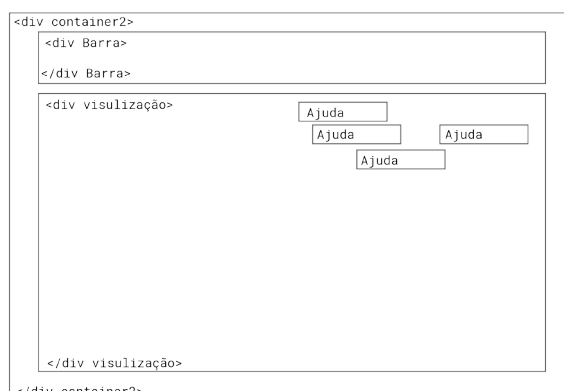 <div container2>
<div Barra>
</div Barra>
<div visulização>
Ajuda
Ajuda
Ajuda
Ajuda
</div visulização>
</div container2>